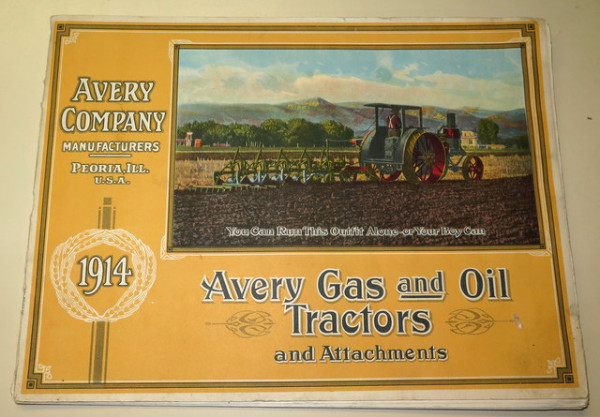 AVERY
COMPANY
MANUFACTURERS
PEORIA, ILL.
U.S.A.
1914
You Can Run This Outfit Alone-or Your Boy Can
Avery Gas and Oil
Tractors
and Attachments